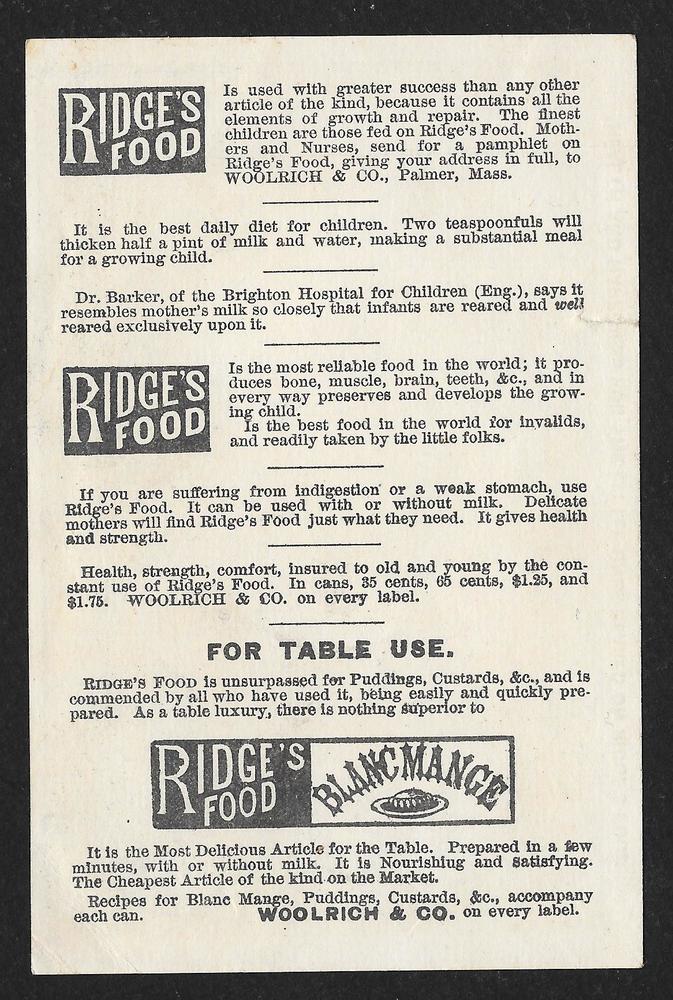 RIDGE'S
FOOD
Is used with greater success than any other
article of the kind, because it contains all the
elements of growth and repair. The finest
children are those fed on Ridge's Food. Moth-
ers and Nurses, send for a pamphlet on
Ridge's Food, giving your address in full, to
WOOLRICH & CO., Palmer, Mass.
It is the best daily diet for children. Two teaspoonfuls will
thicken half a pint of milk and water, making a substantial meal
for a growing child.
Dr. Barker, of the Brighton Hospital for Children (Eng.), says it
resembles mother's milk so closely that infants are reared and well
reared exclusively upon it.
RIDGE'S
FOOD
Is the most reliable food in the world; it pro-
duces bone, muscle, brain, teeth, &c., and in
every way preserves and develops the grow-
ing child.
Is the best food in the world for invalids,
and readily taken by the little folks.
If you are suffering from indigestion or a weak stomach, use
Ridge's Food. It can be used with or without milk. Delicate
mothers will find Ridge's Food just what they need. It gives health
and strength.
Health, strength, comfort, insured to old and young by the con-
stant use of Ridge's Food. In cans, 35 cents, 65 cents, $1.25, and
$1.75. WOOLRICH & CO. on every label.
FOR TABLE USE.
RIDGE'S FOOD is unsurpassed for Puddings, Custards, &c., and is
commended by all who have used it, being easily and quickly pre-
pared. As a table luxury, there is nothing superior to
RIDGE'S
FOOD
BLANCMANGE
It is the Most Delicious Article for the Table. Prepared in a few
minutes, with or without milk. It is Nourishiug and Satisfying.
The Cheapest Article of the kind on the Market.
Recipes for Blanc Mange, Puddings, Custards, &c., accompany
each can. WOOLRICH & CO. on every label.